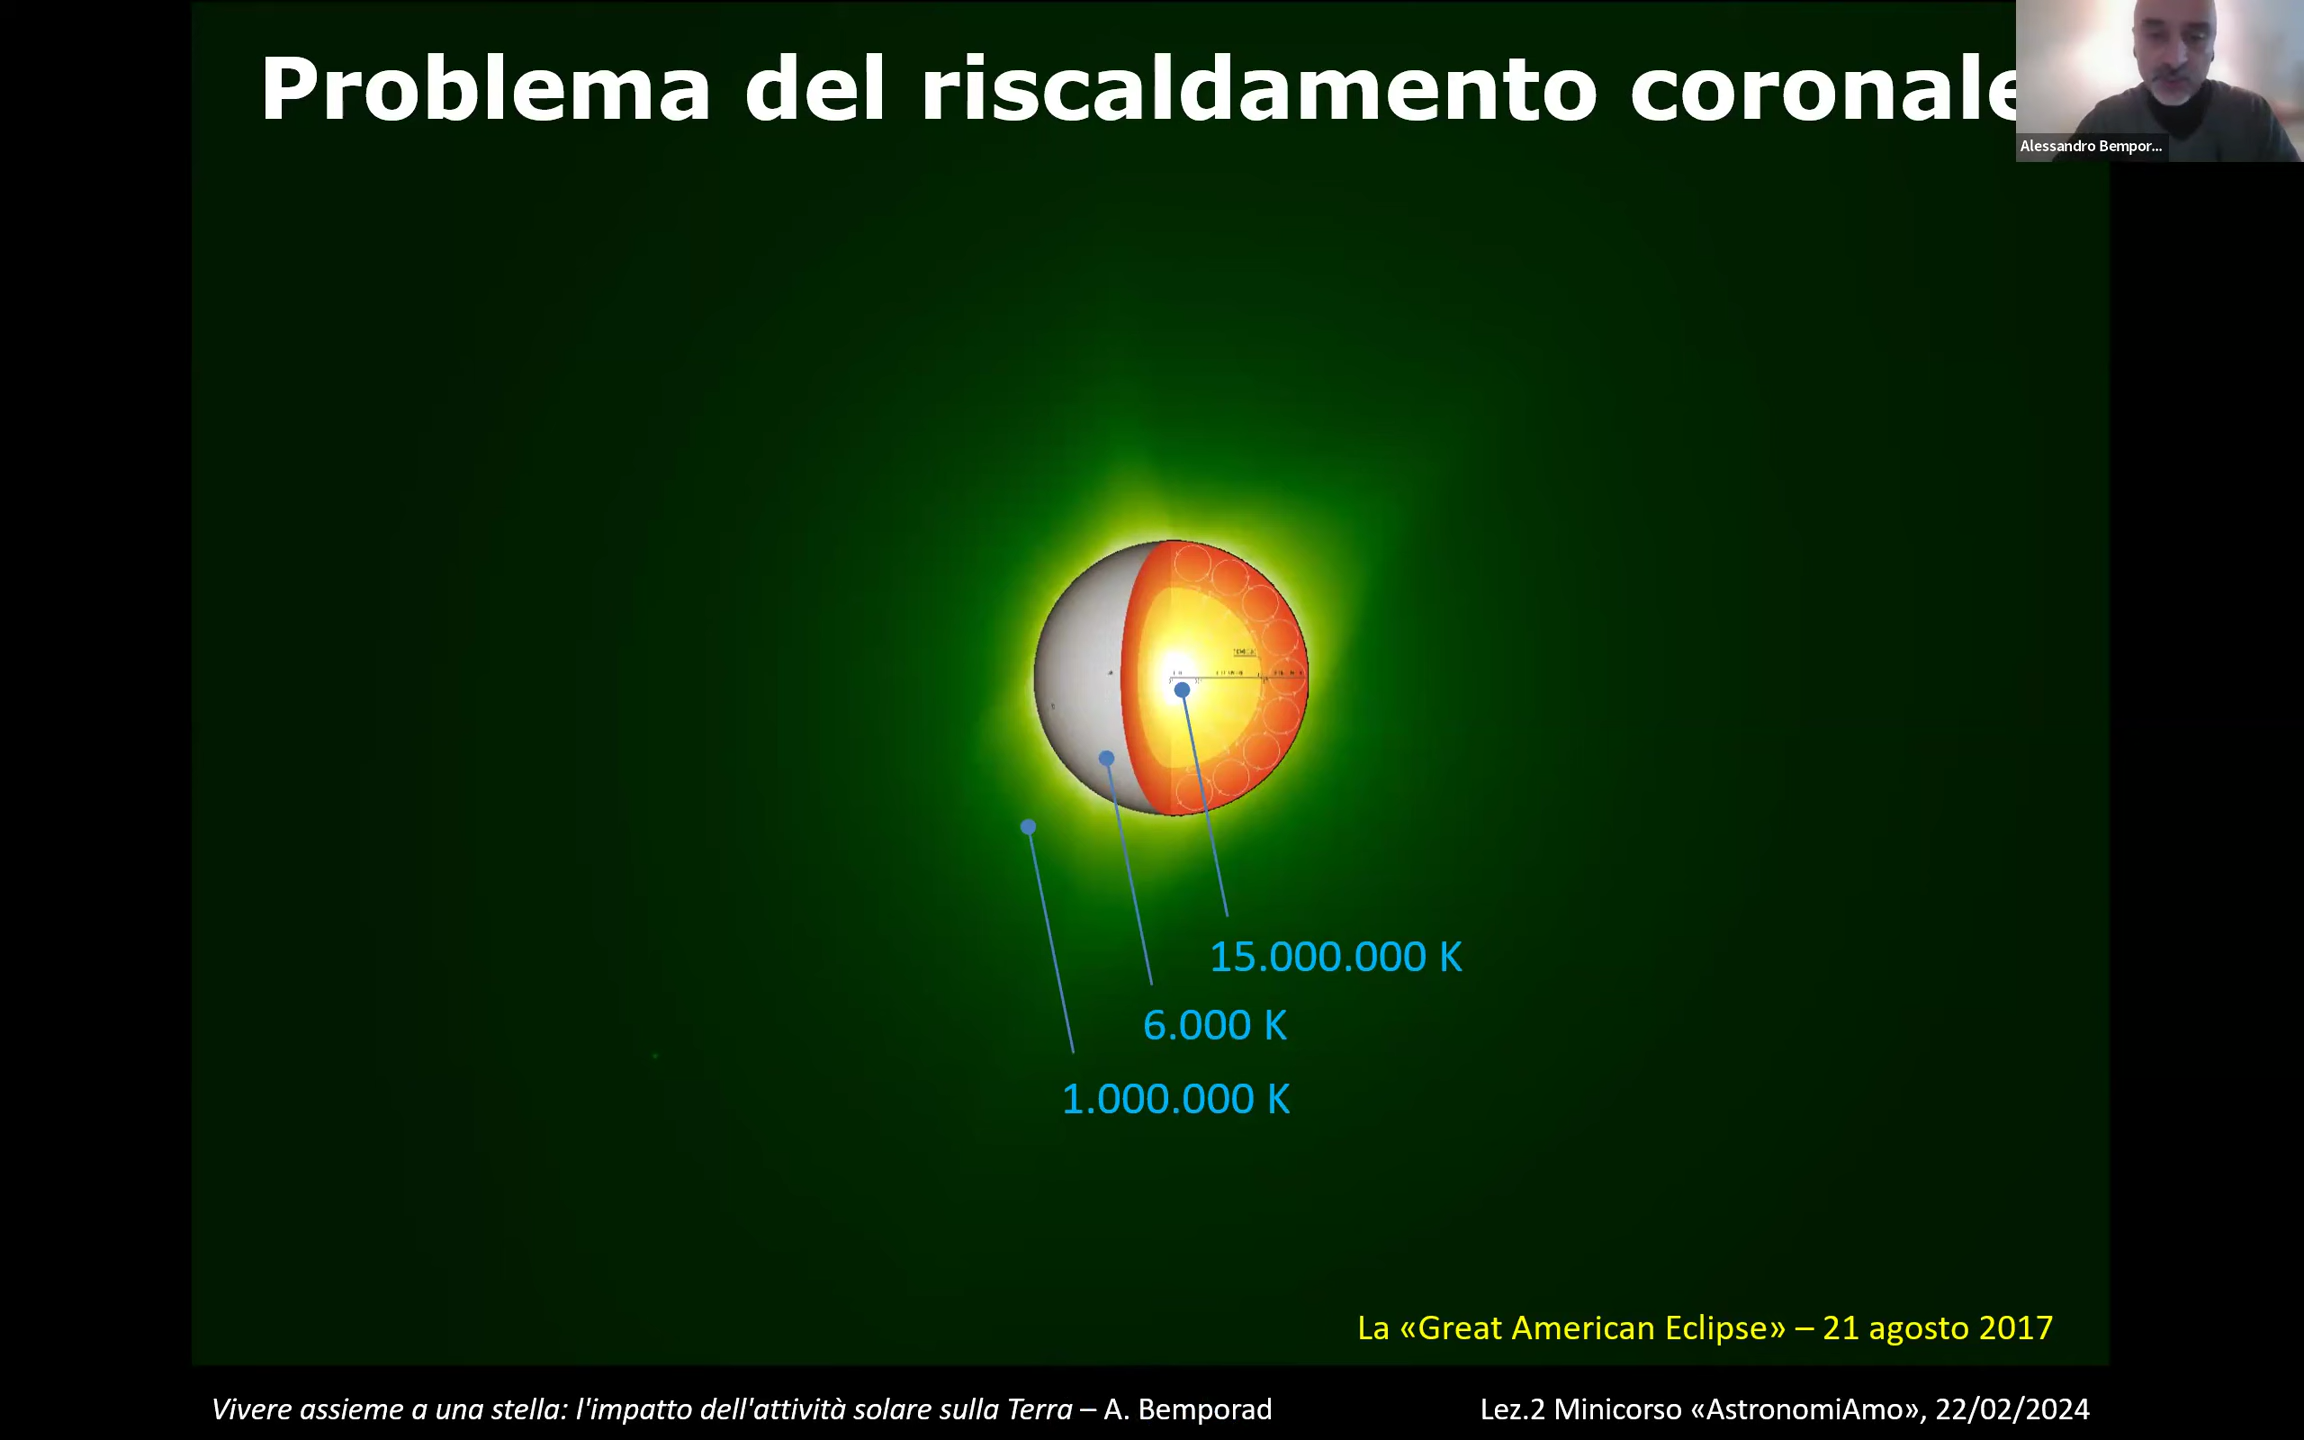 Problema del riscaldamento coronale
Alessandro Bempor...
15.000.000 K
6.000 K
1.000.000 K
La «Great American Eclipse» – 21 agosto 2017
Vivere assieme a una stella: l'impatto dell'attività solare sulla Terra – A. Bemporad
Lez.2 Minicorso «AstronomiAmo», 22/02/2024